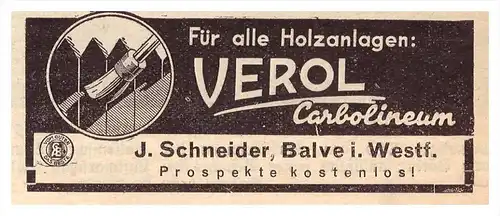 Für alle Holzanlagen:
VEROL
Carbolineum
J. Schneider, Balve i. Westf.
Prospekte kostenlos!